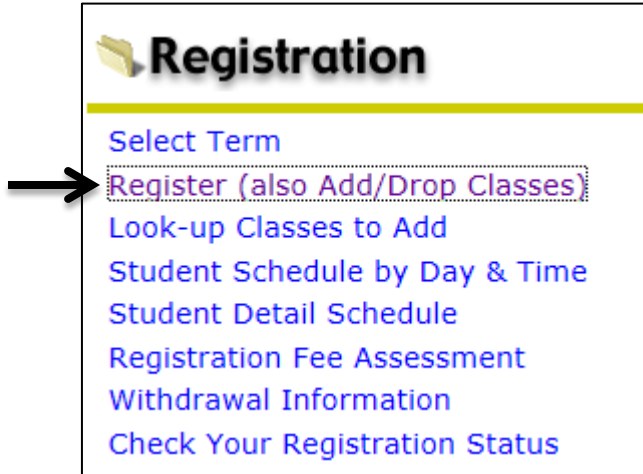 Registration
Select Term
Register (also Add/Drop Classes)
Look-up Classes to Add
Student Schedule by Day & Time
Student Detail Schedule
Registration Fee Assessment
Withdrawal Information
Check Your Registration Status